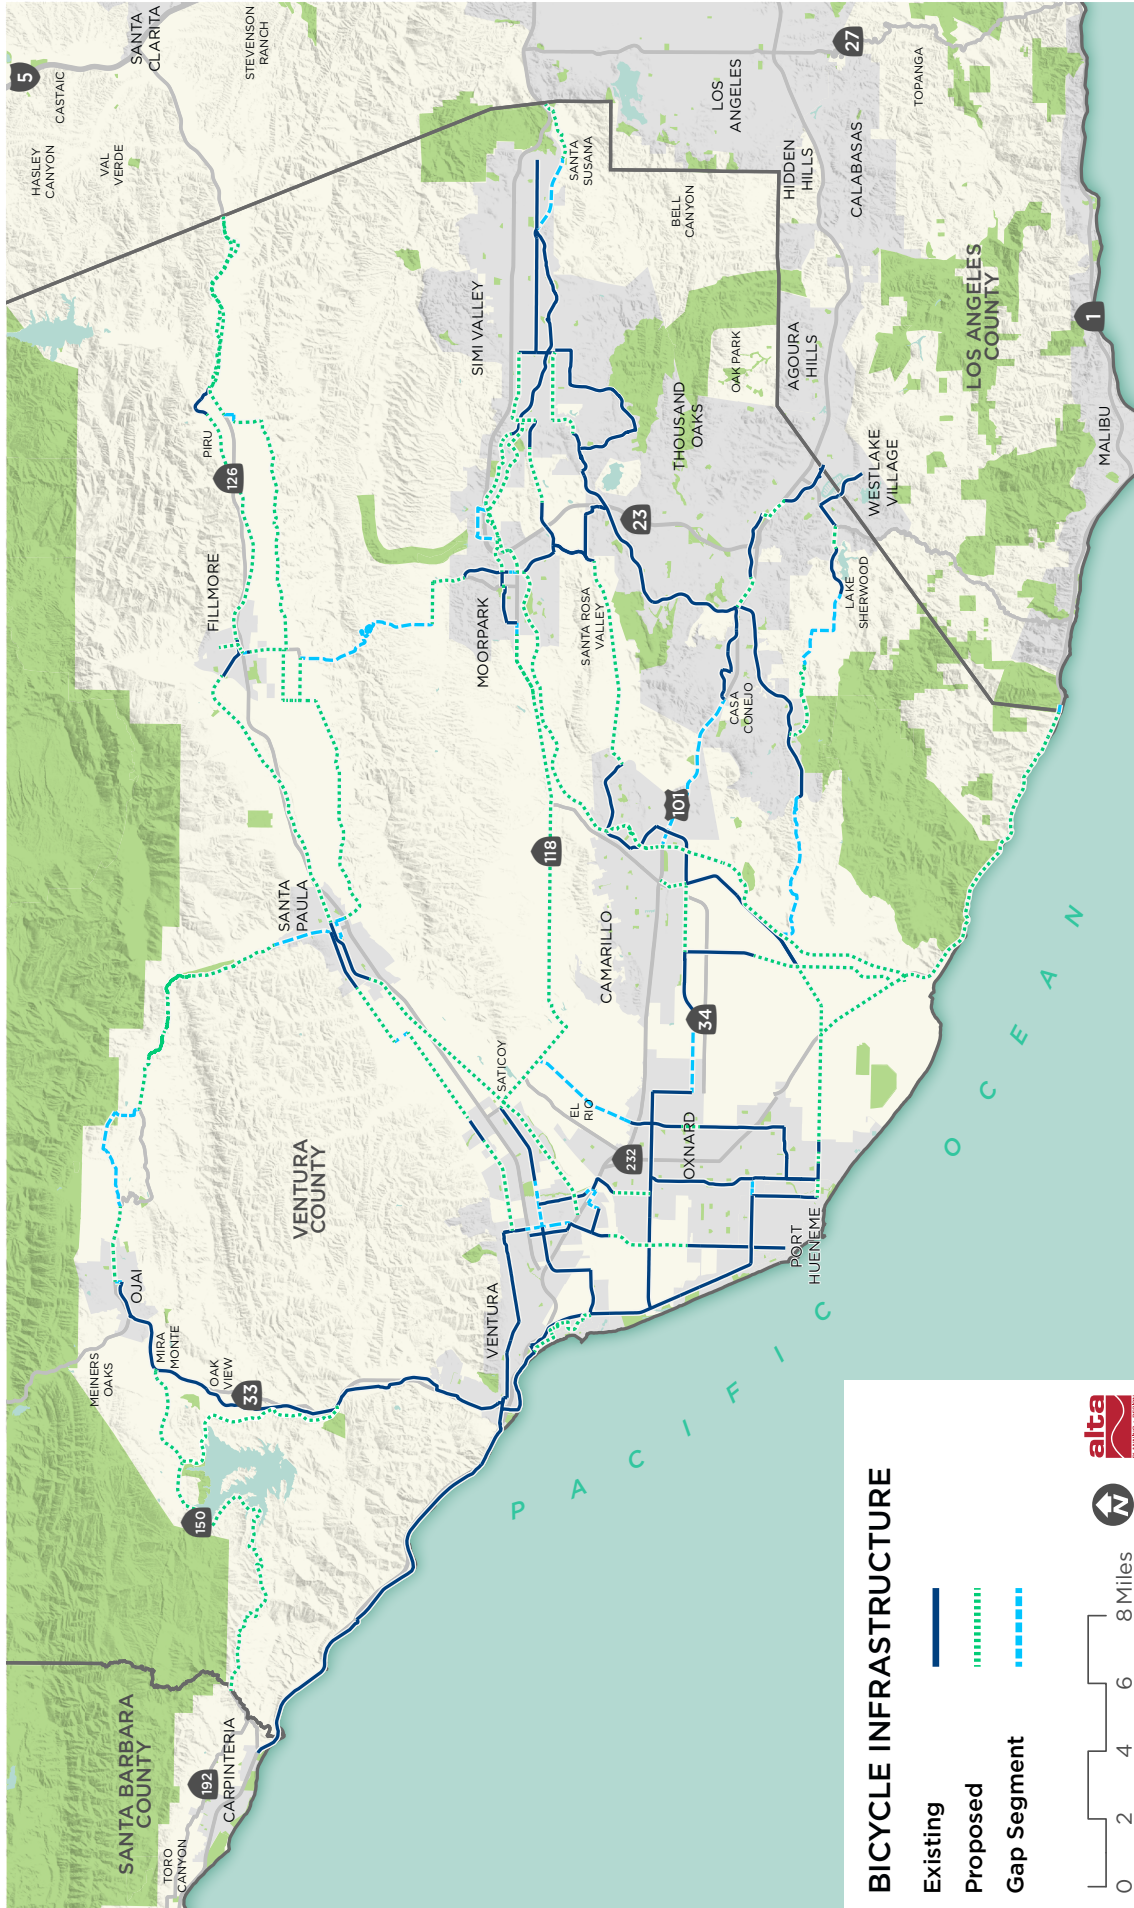 5
CASTAIC
SANTA
CLARITA
STEVENSON
RANCH
HASLEY
CANYON
VAL
VERDE
27
LOS
ANGELES
TOPANGA
SANTA
SUSANA
BELL
CANYON
HIDDEN
HILLS
CALABASAS
LOS ANGELES
COUNTY
1
MALIBU
SIMI VALLEY
OAK PARK
AGOURA
HILLS
THOUSAND
OAKS
WESTLAKE
VILLAGE
PIRU
126
23
FILLMORE
MOORPARK
SANTA ROSA
VALLEY
LAKE
SHERWOOD
CASA
CONEJO
101
118
SANTA
PAULA
CAMARILLO
34
SATICOY
EL
RIO
232
OXNARD
PORT
HUENEME
VENTURA
COUNTY
VENTURA
OJAI
MIRA
MONTE
MEINERS
OAKS
OAK
VIEW
33
150
SANTA BARBARA
COUNTY
192
CARPINTERIA
TORO
CANYON
PACIFIC OCEAN
BICYCLE INFRASTRUCTURE
Existing
Proposed
Gap Segment
0 2 4 6 8 Miles
N
alta